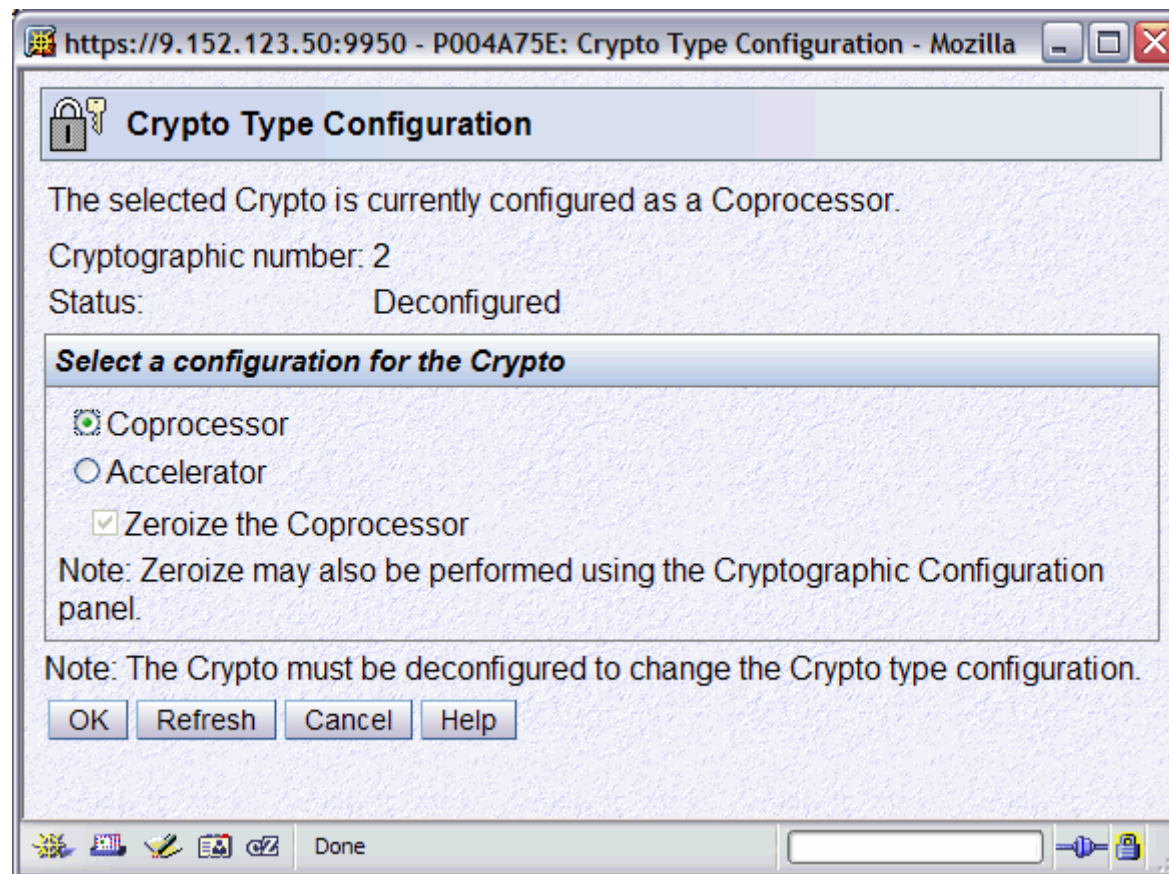 https://9.152.123.50:9950 - P004A75E: Crypto Type Configuration - Mozilla
Crypto Type Configuration
The selected Crypto is currently configured as a Coprocessor.
Cryptographic number: 2
Status: Deconfigured
Select a configuration for the Crypto
Coprocessor
Accelerator
Zeroize the Coprocessor
Note: Zeroize may also be performed using the Cryptographic Configuration
panel.
Note: The Crypto must be deconfigured to change the Crypto type configuration.
OK Refresh Cancel Help
Done